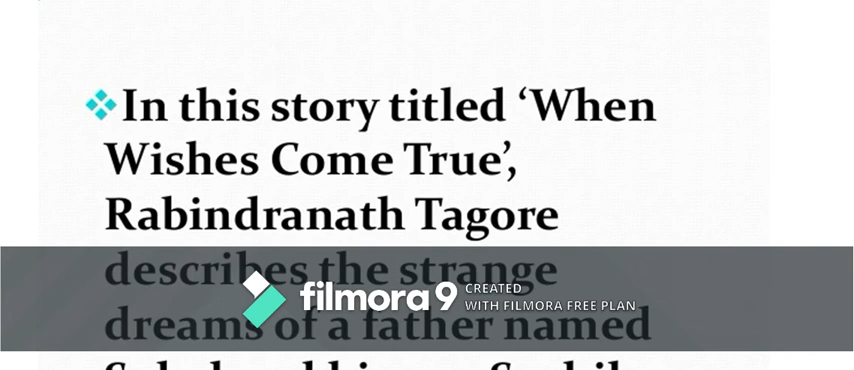 ❖In this story titled ‘When
Wishes Come True’,
Rabindranath Tagore
describes the strange
dreams of a father named
filmora9 CREATED
WITH FILMORA FREE PLAN